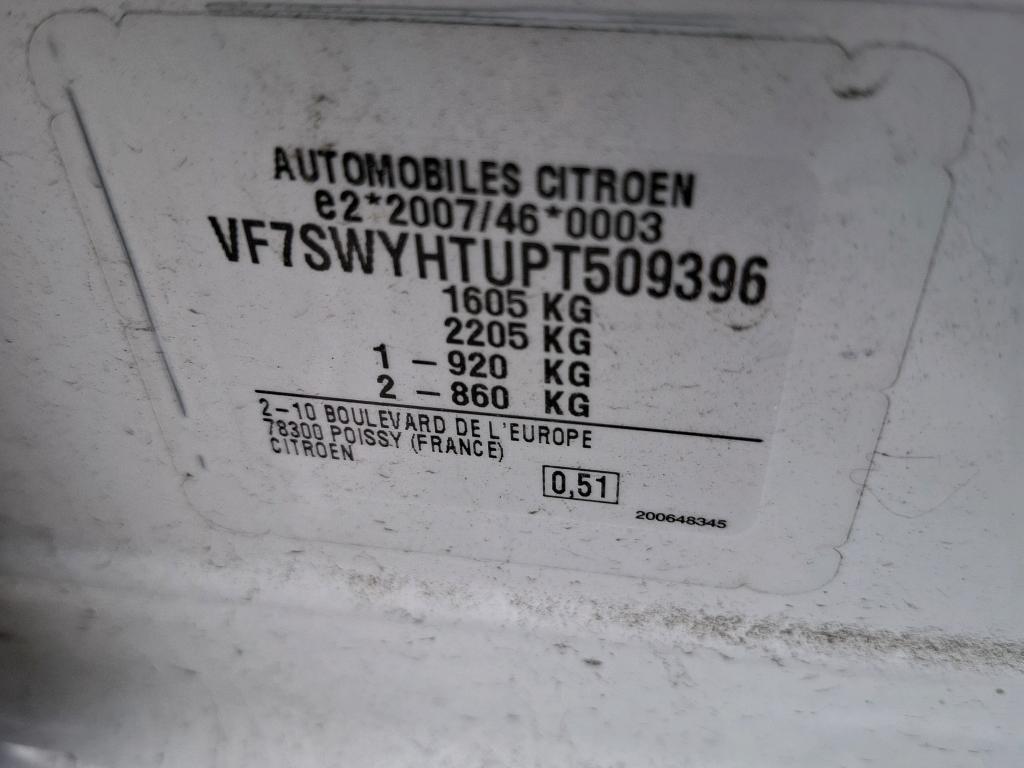 AUTOMOBILES CITROEN
e2*2007/46*0003
VF7SWYHTUPT509396
1605 KG
2205 KG
1 - 920 KG
2 - 860 KG
2-10 BOULEVARD DE L'EUROPE
78300 POISSY (FRANCE)
CITROEN
0,51
200648345